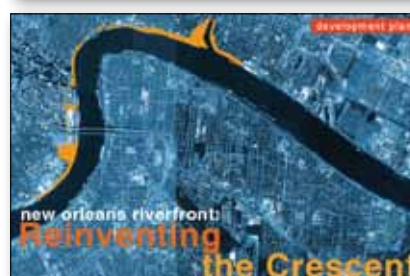 development plan
new orleans riverfront:
Reinventing
the Crescent